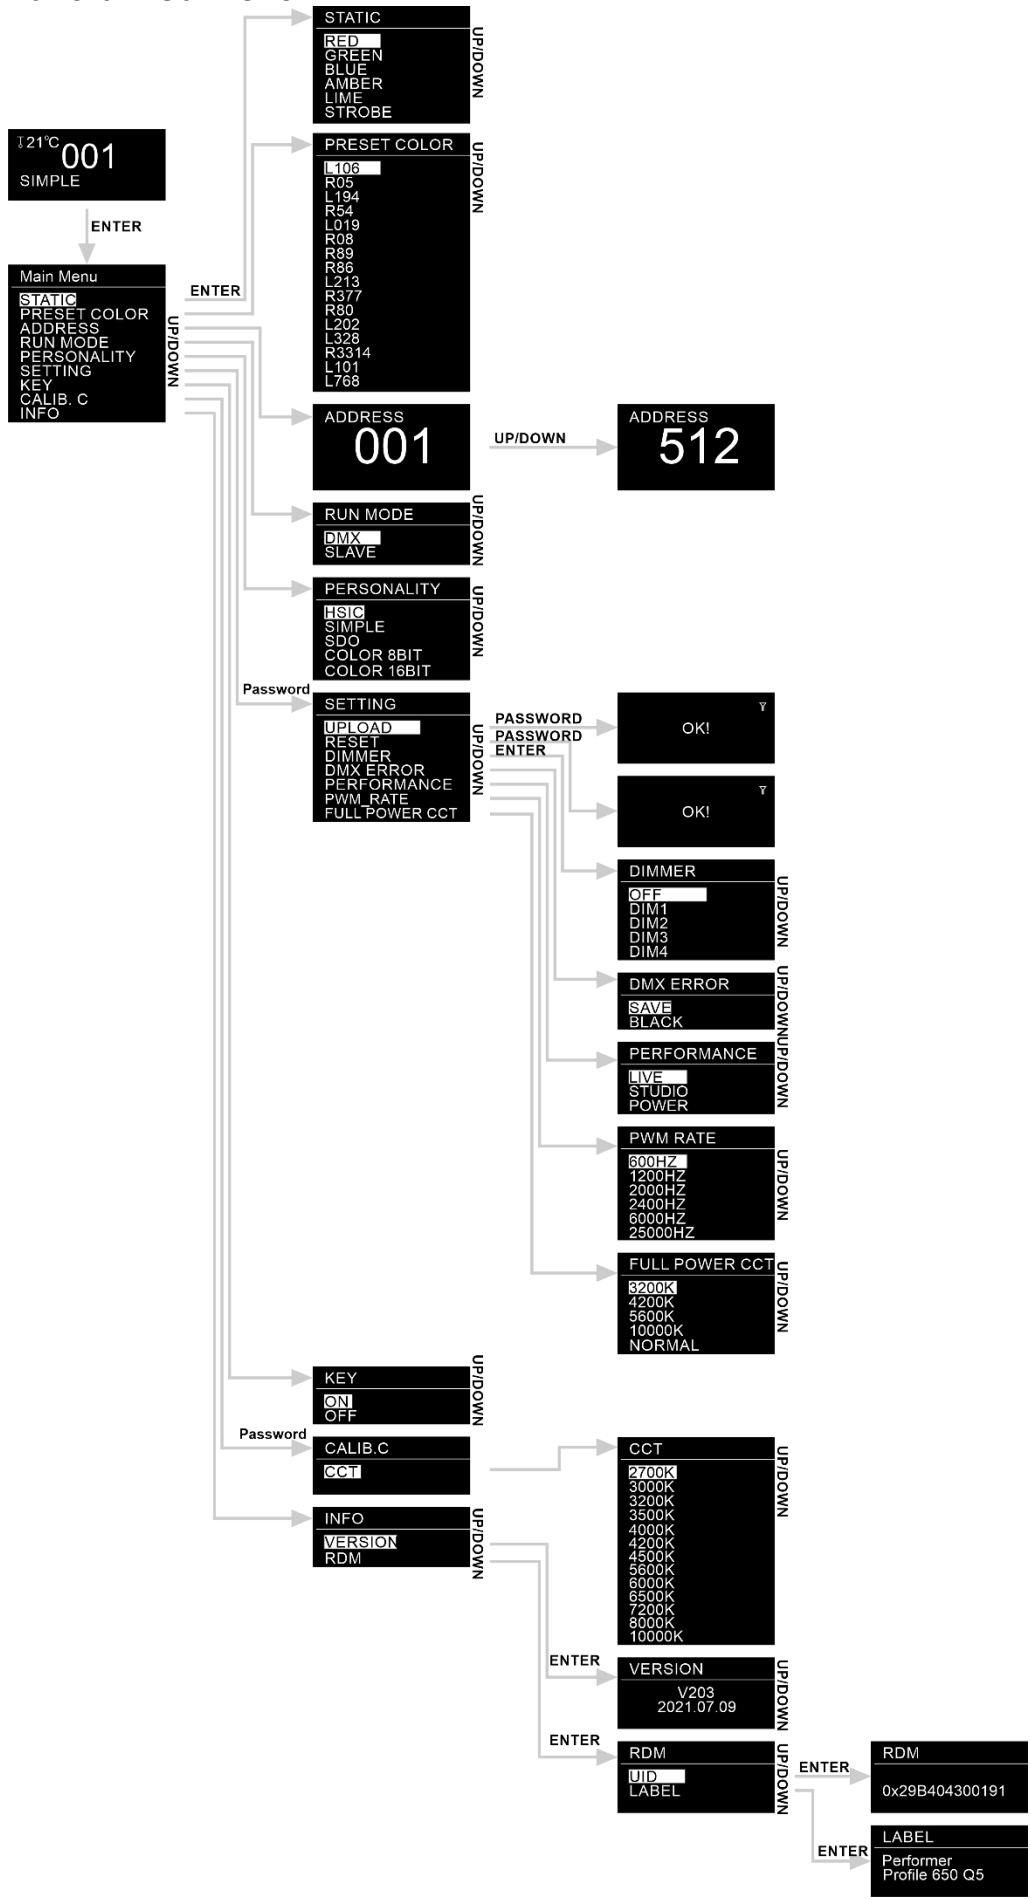 STATIC
RED
GREEN
BLUE
AMBER
LIME
STROBE
UP/DOWN
21°C
001
SIMPLE
ENTER
Main Menu
STATIC
PRESET COLOR
ADDRESS
RUN MODE
PERSONALITY
SETTING
KEY
CALIB. C
INFO
UP/DOWN
ENTER
PRESET COLOR
L106
R05
L194
R54
L019
R08
R89
R86
L213
R377
R80
L202
L328
R3314
L101
L768
UP/DOWN
ADDRESS
001
UP/DOWN
ADDRESS
512
RUN MODE
DMX
SLAVE
UP/DOWN
PERSONALITY
HSIC
SIMPLE
SDO
COLOR 8BIT
COLOR 16BIT
UP/DOWN
Password
SETTING
UPLOAD
RESET
DIMMER
DMX ERROR
PERFORMANCE
PWM_RATE
FULL POWER CCT
UP/DOWN
PASSWORD
PASSWORD
ENTER
OK!
OK!
DIMMER
OFF
DIM1
DIM2
DIM3
DIM4
UP/DOWN
DMX ERROR
SAVE
BLACK
UP/DOWN
PERFORMANCE
LIVE
STUDIO
POWER
UP/DOWN
PWM RATE
600HZ
1200HZ
2000HZ
2400HZ
6000HZ
25000HZ
UP/DOWN
FULL POWER CCT
3200K
4200K
5600K
10000K
NORMAL
UP/DOWN
KEY
ON
OFF
UP/DOWN
Password
CALIB.C
CCT
CCT
2700K
3000K
3200K
3500K
4000K
4200K
4500K
5600K
6000K
6500K
7200K
8000K
10000K
UP/DOWN
INFO
VERSION
RDM
UP/DOWN
ENTER
VERSION
V203
2021.07.09
UP/DOWN
ENTER
RDM
UID
LABEL
UP/DOWN
ENTER
RDM
0x29B404300191
ENTER
LABEL
Performer
Profile 650 Q5